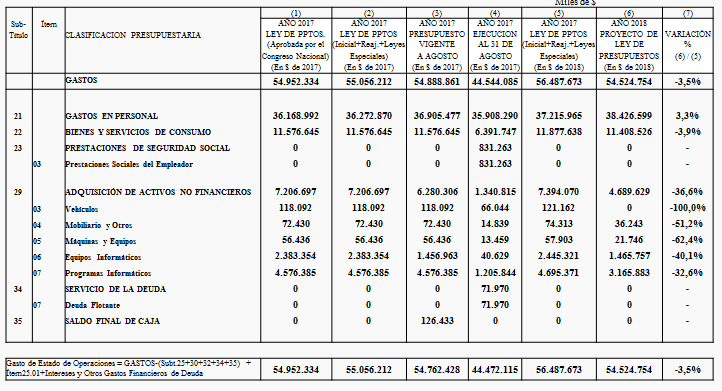 Miles de $
(1) (2) (3) (4) (5) (6) (7)
Sub- Ítem AÑO 2017 AÑO 2017 AÑO 2017 AÑO 2017 AÑO 2017 AÑO 2018
Título CLASIFICACION PRESUPUESTARIA LEY DE PPTOS. LEY DE PPTOS PRESUPUESTO EJECUCION LEY DE PPTOS PROYECTO DE VARIACIÓN
(Aprobada por el (Inicial+Reaj.+Leyes VIGENTE AL 31 DE (Inicial+Reaj.+Leyes LEY DE %
Congreso Nacional) Especiales) A AGOSTO AGOSTO Especiales) PRESUPUESTOS (6) / (5)
(En $ de 2017) (En $ de 2017) (En $ de 2017) (En $ de 2017) (En $ de 2018) (En $ de 2018)
GASTOS 54.952.334 55.056.212 54.888.861 44.544.085 56.487.673 54.524.754 -3,5%
21 GASTOS EN PERSONAL 36.168.992 36.272.870 36.905.477 35.908.290 37.215.965 38.426.599 3,3%
22 BIENES Y SERVICIOS DE CONSUMO 11.576.645 11.576.645 11.576.645 6.391.747 11.877.638 11.408.526 -3,9%
23 PRESTACIONES DE SEGURIDAD SOCIAL 0 0 0 831.263 0 0 -
03 Prestaciones Sociales del Empleador 0 0 0 831.263 0 0 -
29 ADQUISICIÓN DE ACTIVOS NO FINANCIEROS 7.206.697 7.206.697 6.280.306 1.340.815 7.394.070 4.689.629 -36,6%
03 Vehículos 118.092 118.092 118.092 66.044 121.162 0 -100,0%
04 Mobiliario y Otros 72.430 72.430 72.430 14.839 74.313 36.243 -51,2%
05 Máquinas y Equipos 56.436 56.436 56.436 13.459 57.903 21.746 -62,4%
06 Equipos Informáticos 2.383.354 2.383.354 1.456.963 40.629 2.445.321 1.465.757 -40,1%
07 Programas Informáticos 4.576.385 4.576.385 4.576.385 1.205.844 4.695.371 3.165.883 -32,6%
34 SERVICIO DE LA DEUDA 0 0 0 71.970 0 0 -
07 Deuda Flotante 0 0 0 71.970 0 0 -
35 SALDO FINAL DE CAJA 0 0 126.433 0 0 0 -
Gasto de Estado de Operaciones = GASTOS-(Subt.25+30+32+34+35) +
Ítem25.01+Intereses y Otros Gastos Financieros de Deuda 54.952.334 55.056.212 54.762.428 44.472.115 56.487.673 54.524.754 -3,5%